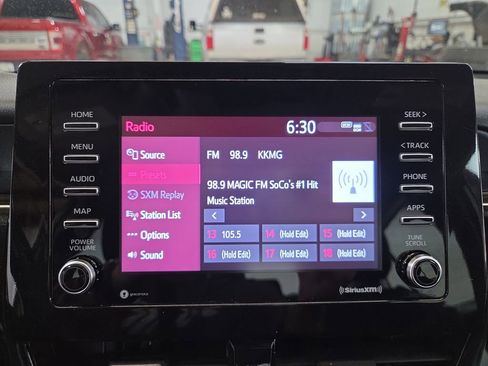 Radio
6:30
HOME
MENU
AUDIO
MAP
POWER
VOLUME
Source
Presets
SXM Replay
Station List
Options
Sound
FM 98.9 KKMG
98.9 MAGIC FM SoCo's #1 Hit
Music Station
< >
13 105.5 14 (Hold Edit) 15 (Hold Edit)
16 (Hold Edit) 17 (Hold Edit) 18 (Hold Edit)
SEEK >
< TRACK
PHONE
APPS
TUNE
SCROLL
gracenote
((SiriusXM))